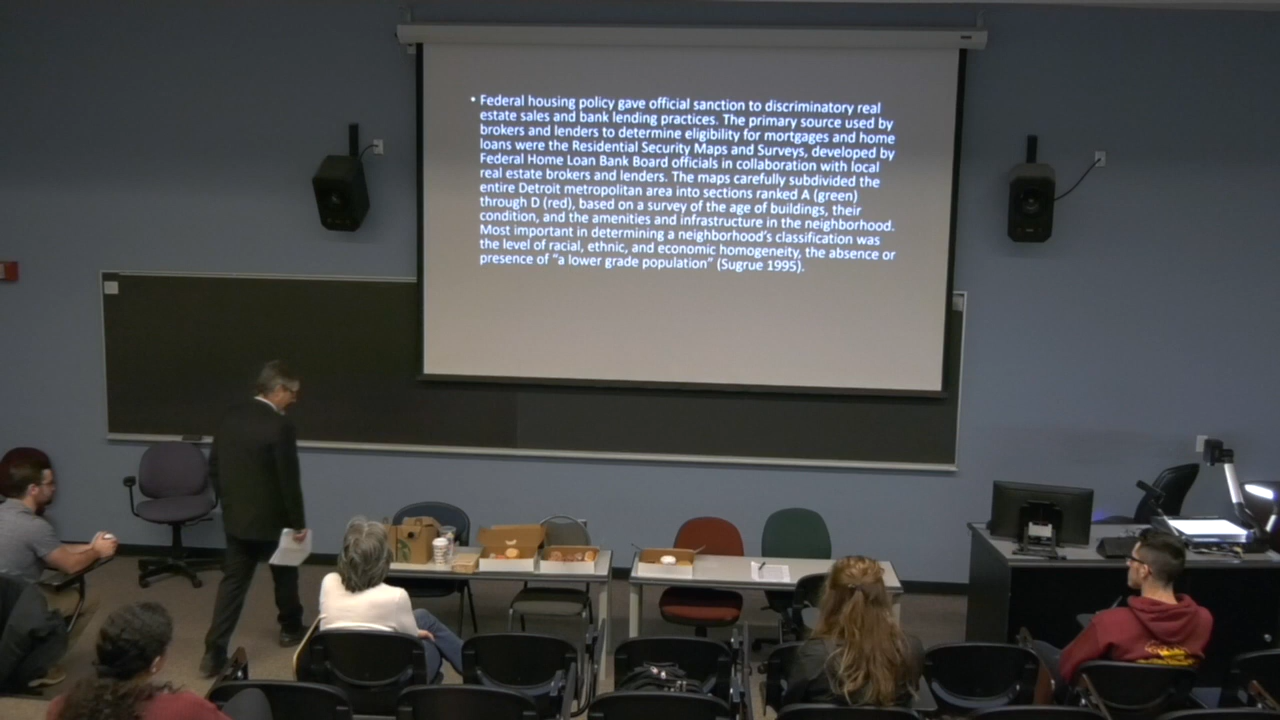 • Federal housing policy gave official sanction to discriminatory real
estate sales and bank lending practices. The primary source used by
brokers and lenders to determine eligibility for mortgages and home
loans were the Residential Security Maps and Surveys, developed by
Federal Home Loan Bank Board officials in collaboration with local
real estate brokers and lenders. The maps carefully subdivided the
entire Detroit metropolitan area into sections ranked A (green)
through D (red), based on a survey of the age of buildings, their
condition, and the amenities and infrastructure in the neighborhood.
Most important in determining a neighborhood's classification was
the level of racial, ethnic, and economic homogeneity, the absence or
presence of "a lower grade population" (Sugrue 1995).